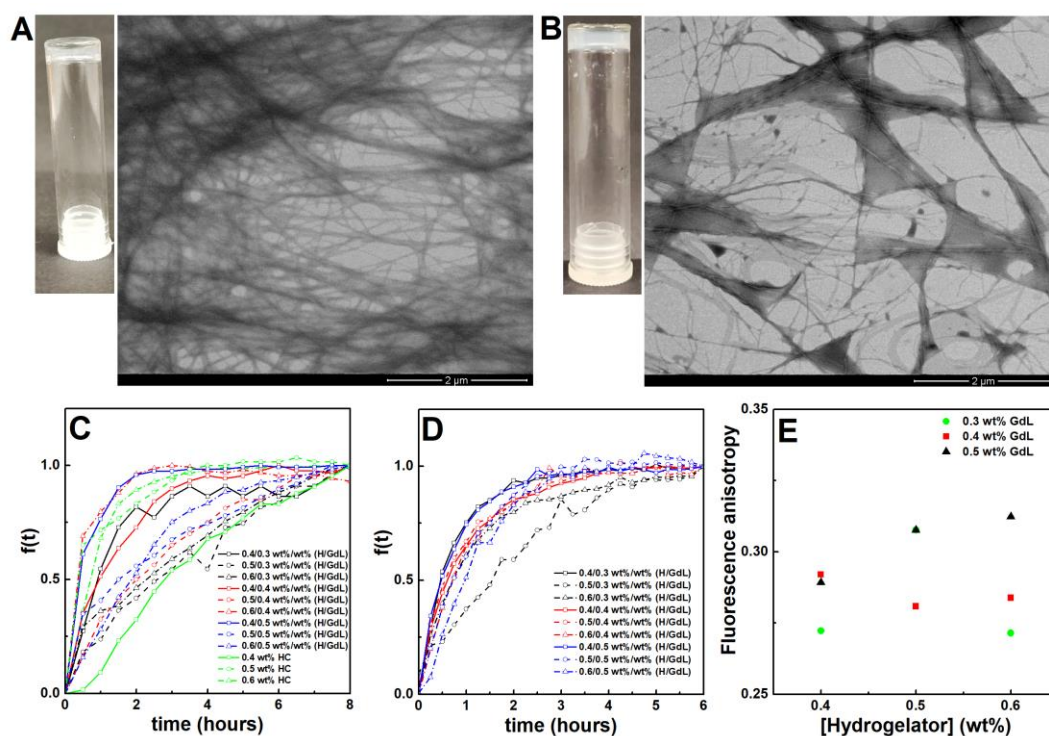 A
B
2 µm
2 µm
C
f(t)
1.0
0.5
0.0
0 1 2 3 4 5 6 7 8
time (hours)
0.4/0.3 wt%/wt% (H/GdL)
0.5/0.3 wt%/wt% (H/GdL)
0.6/0.3 wt%/wt% (H/GdL)
0.4/0.4 wt%/wt% (H/GdL)
0.5/0.4 wt%/wt% (H/GdL)
0.6/0.4 wt%/wt% (H/GdL)
0.4/0.5 wt%/wt% (H/GdL)
0.5/0.5 wt%/wt% (H/GdL)
0.6/0.5 wt%/wt% (H/GdL)
0.4 wt% HC
0.5 wt% HC
0.6 wt% HC
D
f(t)
1.0
0.5
0.0
0 1 2 3 4 5 6
time (hours)
0.4/0.3 wt%/wt% (H/GdL)
0.5/0.3 wt%/wt% (H/GdL)
0.6/0.3 wt%/wt% (H/GdL)
0.4/0.4 wt%/wt% (H/GdL)
0.5/0.4 wt%/wt% (H/GdL)
0.6/0.4 wt%/wt% (H/GdL)
0.4/0.5 wt%/wt% (H/GdL)
0.5/0.5 wt%/wt% (H/GdL)
0.6/0.5 wt%/wt% (H/GdL)
E
Fluorescence anisotropy
0.35
0.30
0.25
0.4 0.5 0.6
[Hydrogelator] (wt%)
0.3 wt% GdL
0.4 wt% GdL
0.5 wt% GdL